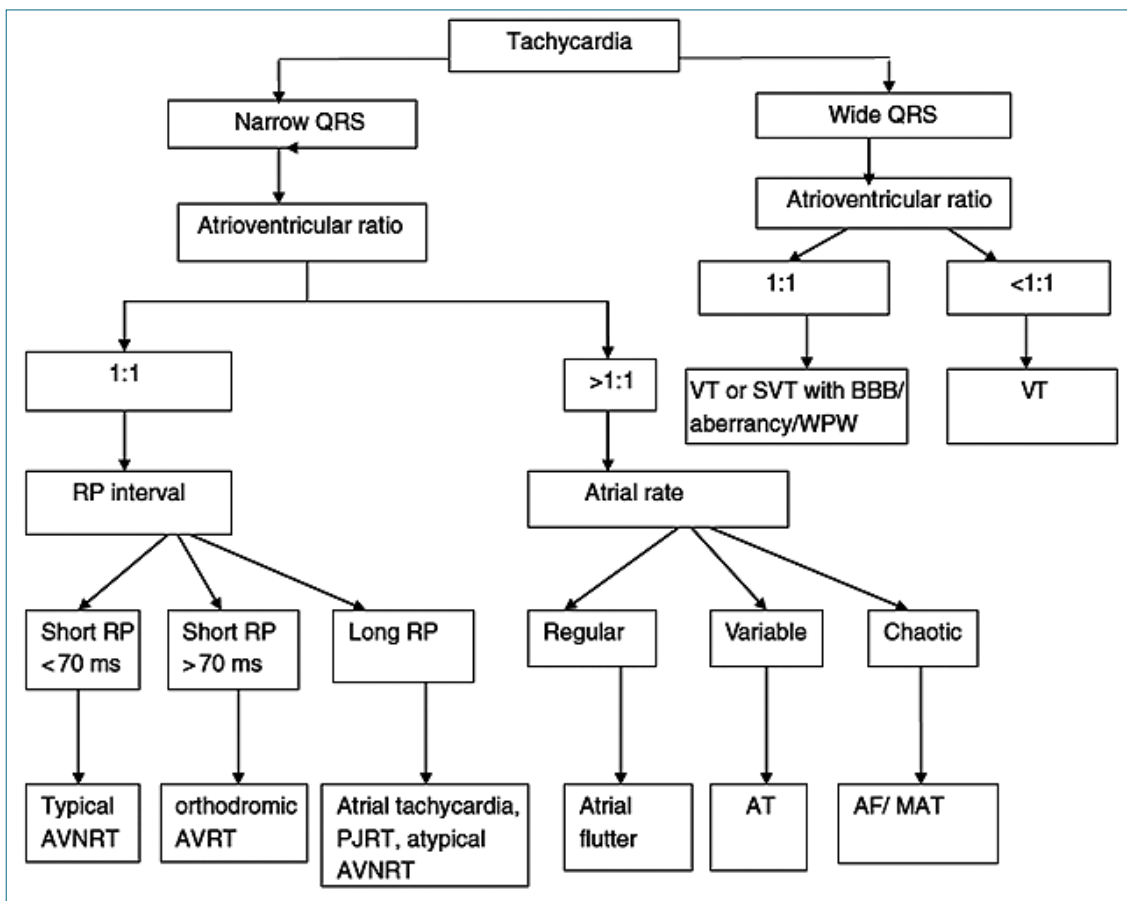 Tachycardia
Narrow QRS
Wide QRS
Atrioventricular ratio
Atrioventricular ratio
1:1
<1:1
1:1
>1:1
VT or SVT with BBB/
aberrancy/WPW
VT
RP interval
Atrial rate
Short RP
< 70 ms
Short RP
> 70 ms
Long RP
Regular
Variable
Chaotic
Typical
AVNRT
orthodromic
AVRT
Atrial tachycardia,
PJRT, atypical
AVNRT
Atrial
flutter
AT
AF/ MAT